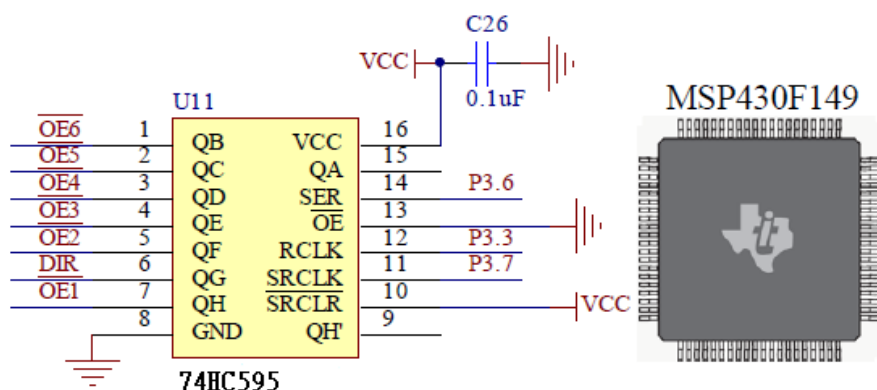 C26
VCC
0.1uF
MSP430F149
U11
OE6 1 QB VCC 16
OE5 2 QC QA 15
OE4 3 QD SER 14 P3.6
OE3 4 QE OE 13
OE2 5 QF RCLK 12 P3.3
DIR 6 QG SRCLK 11 P3.7
OE1 7 QH SRCLR 10 VCC
8 GND QH' 9
74HC595